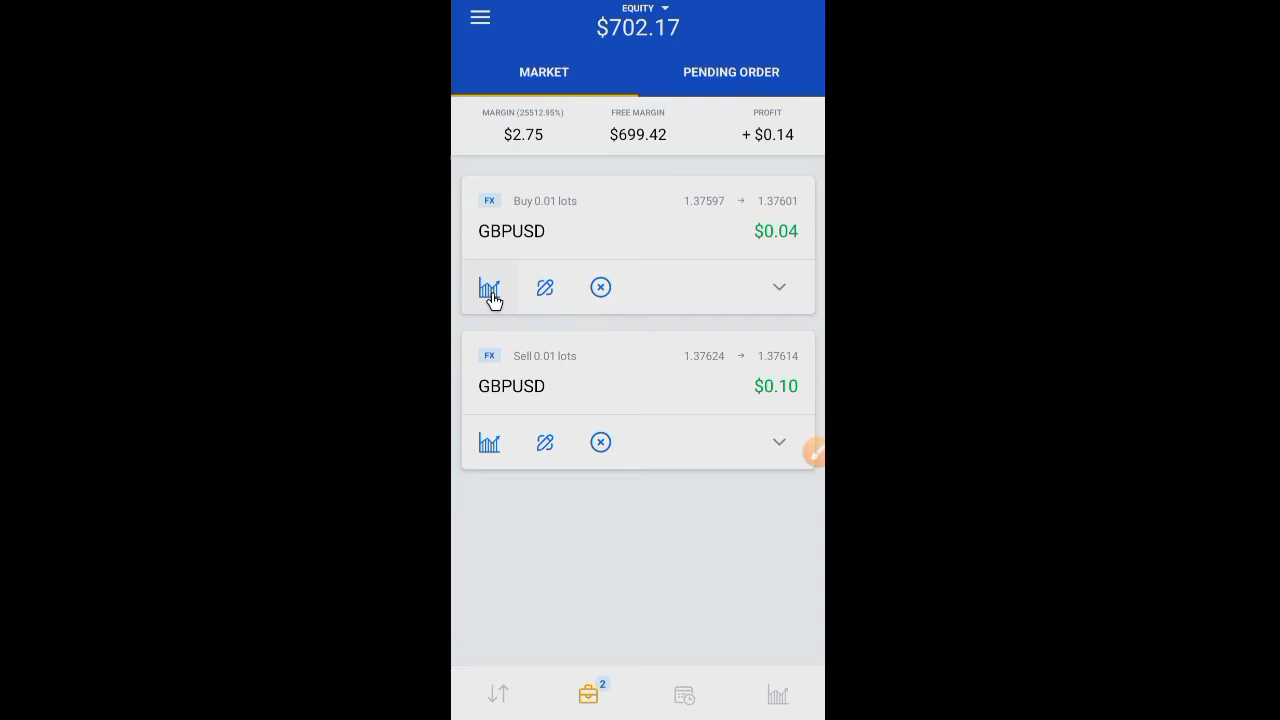 EQUITY
$702.17
MARKET PENDING ORDER
MARGIN (25512.95%) FREE MARGIN PROFIT
$2.75 $699.42 + $0.14
FX Buy 0.01 lots 1.37597 → 1.37601
GBPUSD $0.04
FX Sell 0.01 lots 1.37624 → 1.37614
GBPUSD $0.10
2